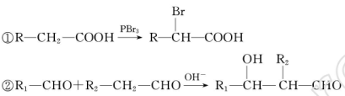 Br
①R—CH₂—COOH PBr₃→ R—CH—COOH
OH R₂
②R₁—CHO+R₂—CH₂—CHO OH⁻→ R₁—CH—CH—CHO